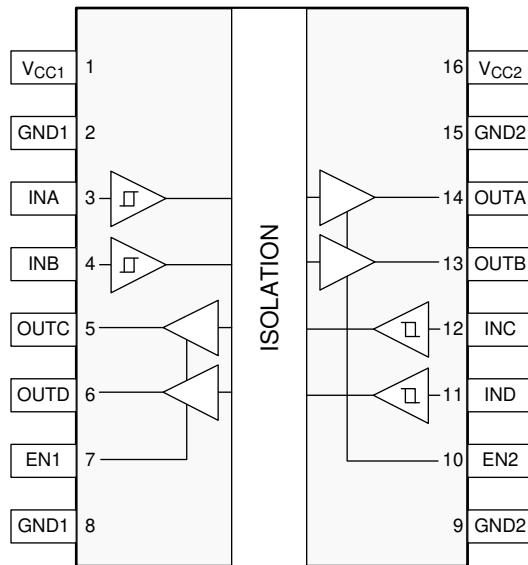 VCC1 1 16 VCC2
GND1 2 15 GND2
INA 3 14 OUTA
INB 4 13 OUTB
ISOLATION
OUTC 5 12 INC
OUTD 6 11 IND
EN1 7 10 EN2
GND1 8 9 GND2